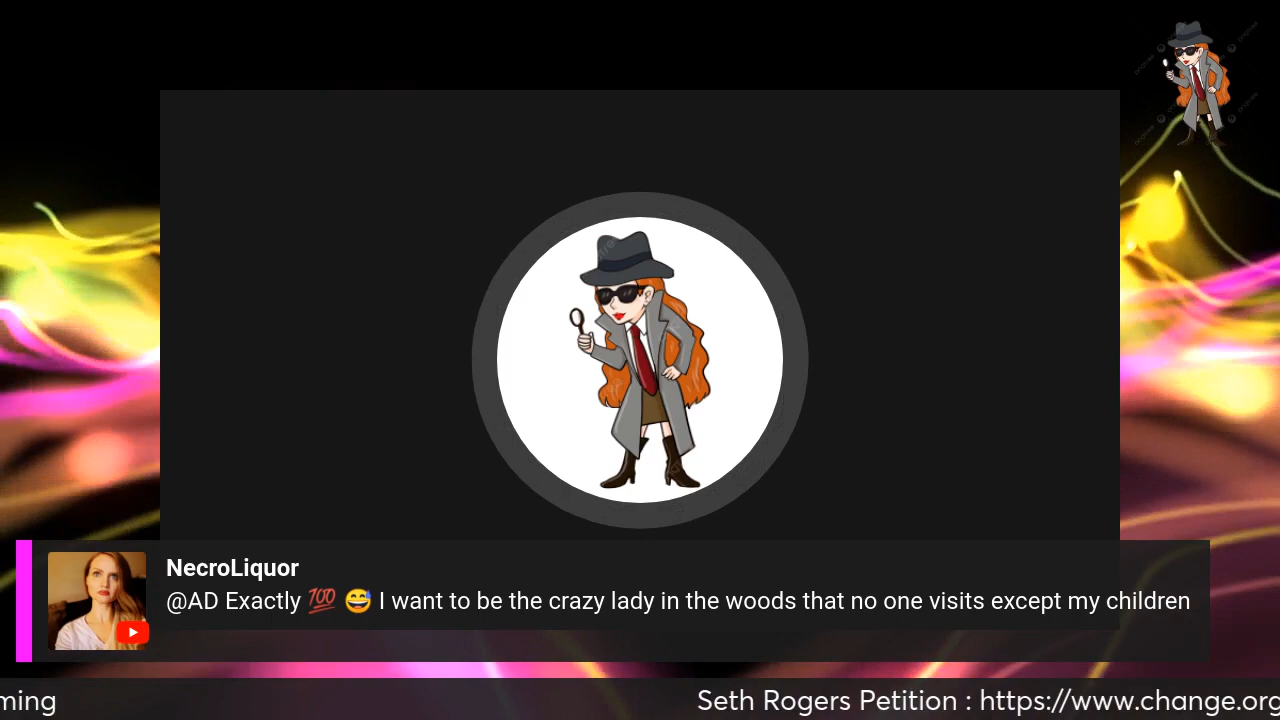 NecroLiquor
@AD Exactly 💯 😅 I want to be the crazy lady in the woods that no one visits except my children
ming
Seth Rogers Petition : https://www.change.org